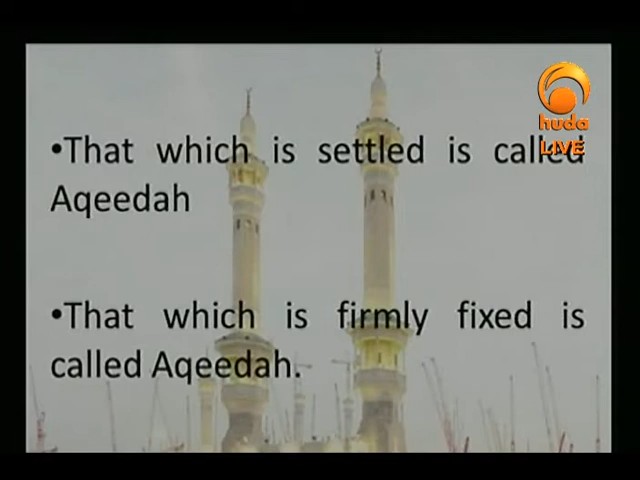 huda
LIVE
•That which is settled is called
Aqeedah
•That which is firmly fixed is
called Aqeedah.